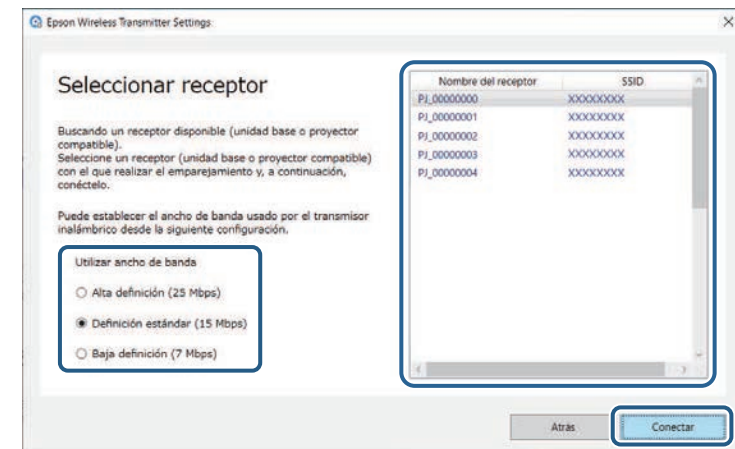 Epson Wireless Transmitter Settings
Seleccionar receptor
Buscando un receptor disponible (unidad base o proyector
compatible).
Seleccione un receptor (unidad base o proyector compatible)
con el que realizar el emparejamiento y, a continuación,
conéctelo.
Puede establecer el ancho de banda usado por el transmisor
inalámbrico desde la siguiente configuración.
Utilizar ancho de banda
Alta definición (25 Mbps)
Definición estándar (15 Mbps)
Baja definición (7 Mbps)
Nombre del receptor SSID
PJ_00000000 XXXXXXXX
PJ_00000001 XXXXXXXX
PJ_00000002 XXXXXXXX
PJ_00000003 XXXXXXXX
PJ_00000004 XXXXXXXX
Atrás Conectar